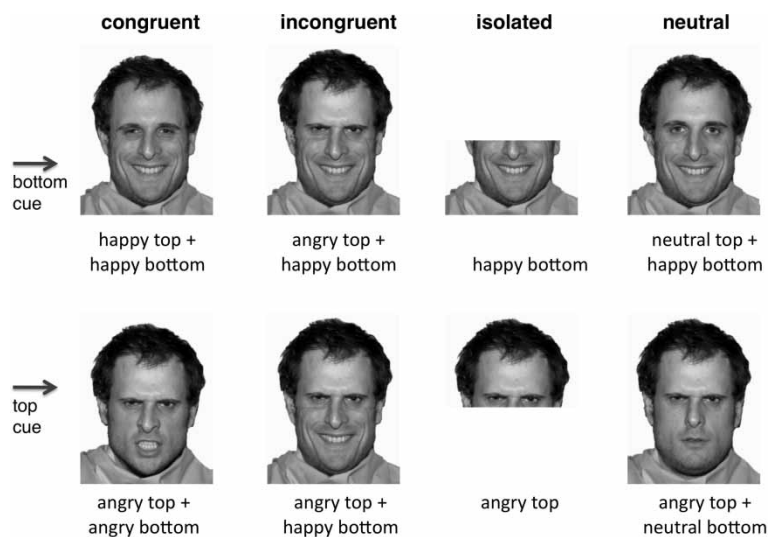 congruent incongruent isolated neutral
bottom
cue
happy top + angry top + neutral top +
happy bottom happy bottom happy bottom happy bottom
top
cue
angry top + angry top + angry top angry top +
angry bottom happy bottom neutral bottom